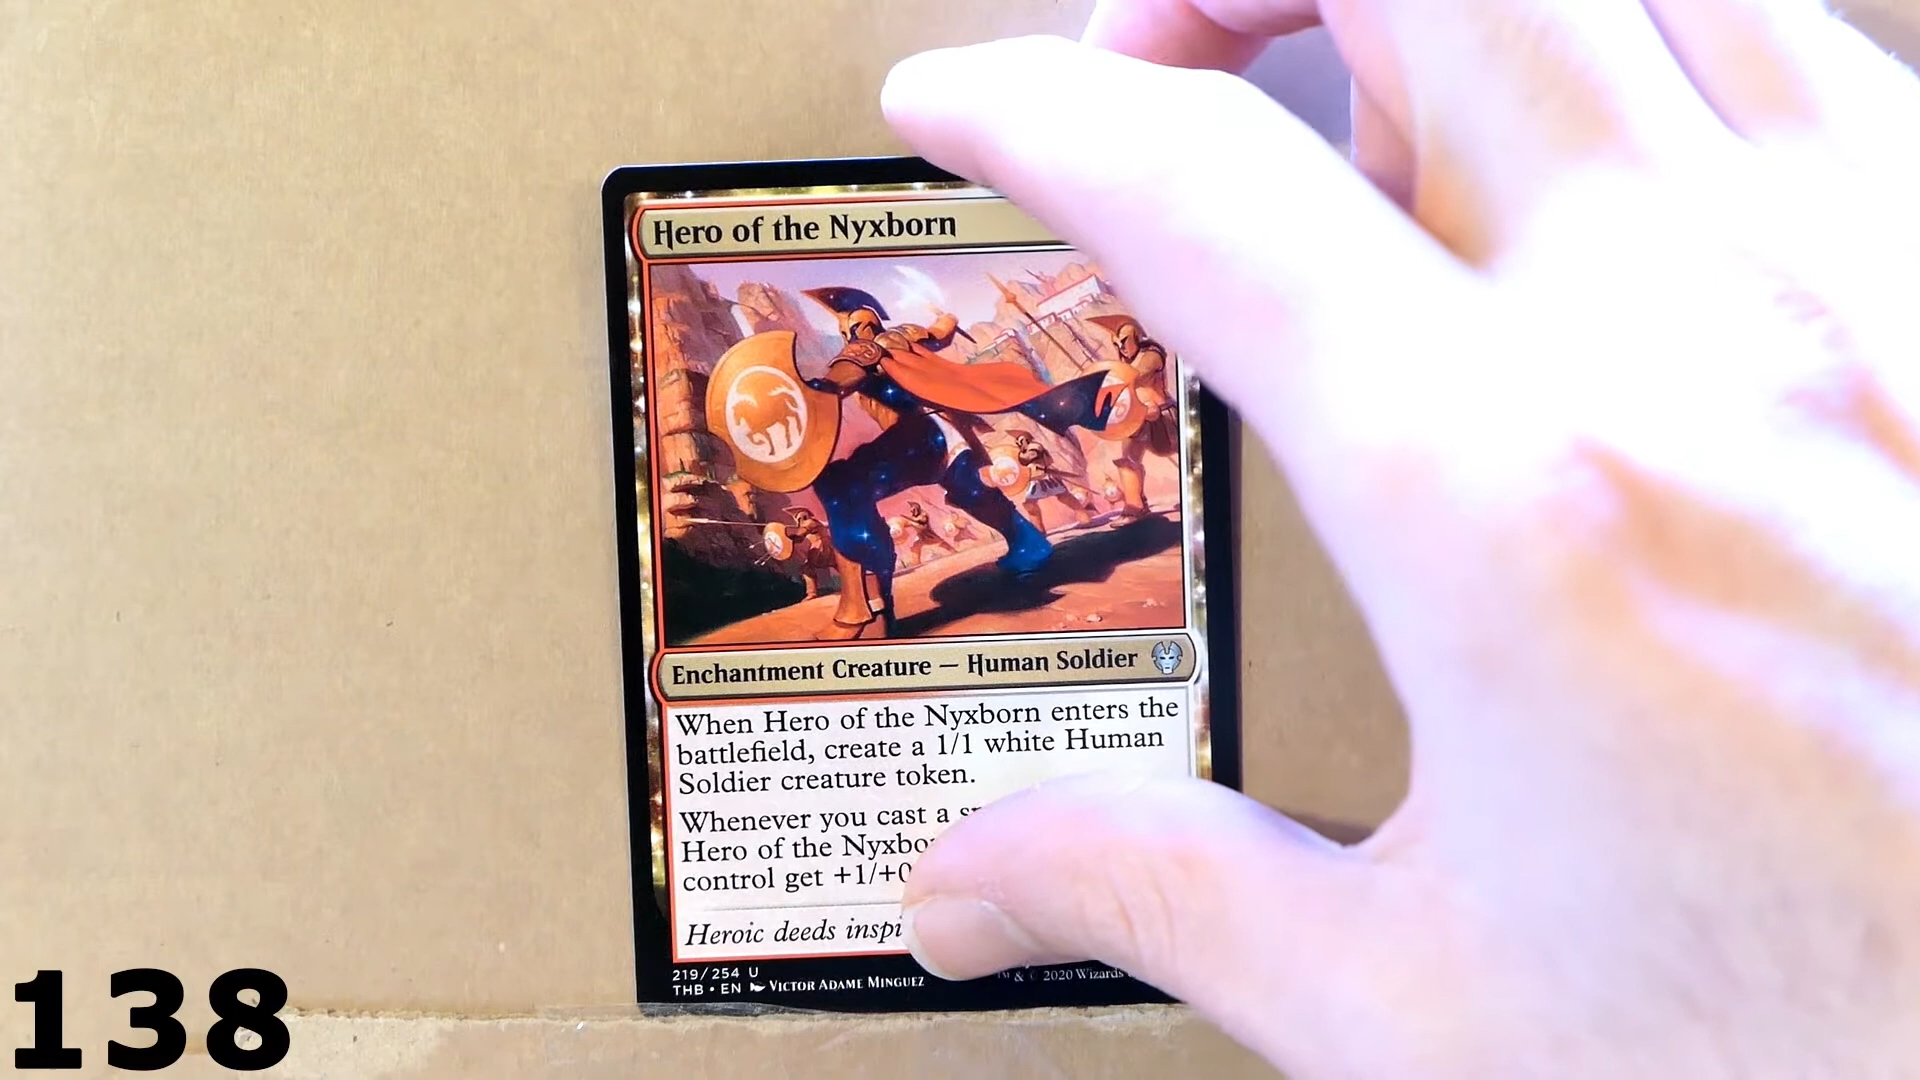 Hero of the Nyxborn
Enchantment Creature — Human Soldier
When Hero of the Nyxborn enters the
battlefield, create a 1/1 white Human
Soldier creature token.
Whenever you cast a
Hero of the
control get +1/+0
Heroic deeds
219/254 U
THB • EN VICTOR ADAME MINGUEZ
™ & © 2020 Wizards
138